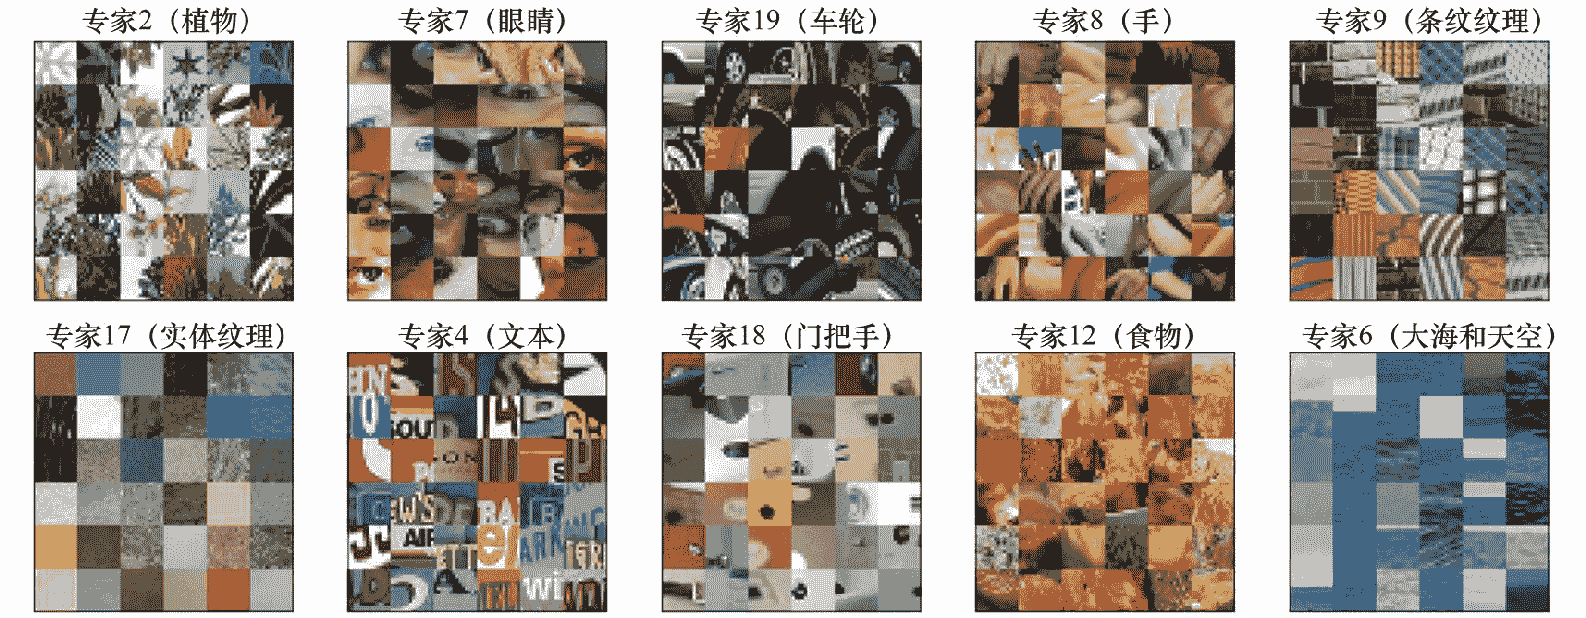 专家2（植物） 专家7（眼睛） 专家19（车轮） 专家8（手） 专家9（条纹纹理）
专家17（实体纹理） 专家4（文本） 专家18（门把手） 专家12（食物） 专家6（大海和天空）